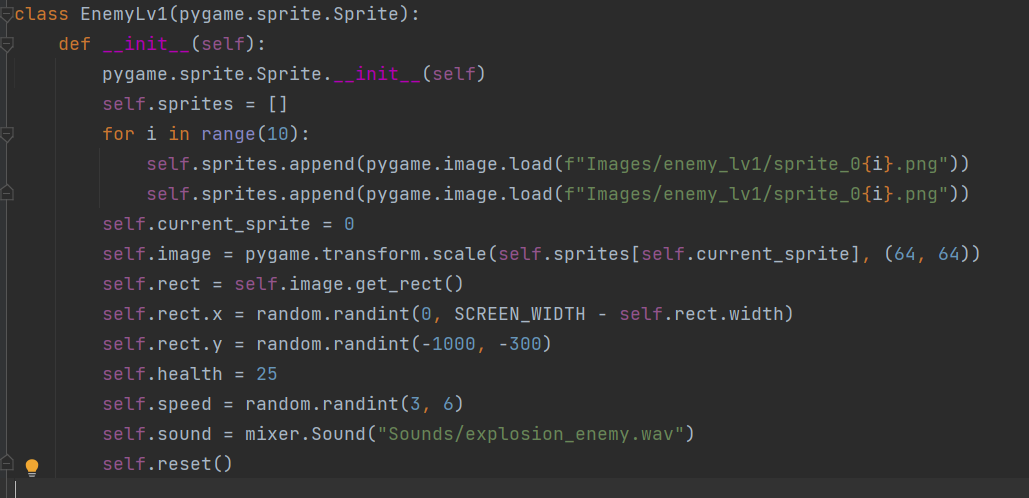 class EnemyLv1(pygame.sprite.Sprite):
    def __init__(self):
        pygame.sprite.Sprite.__init__(self)
        self.sprites = []
        for i in range(10):
            self.sprites.append(pygame.image.load(f"Images/enemy_lv1/sprite_0{i}.png"))
            self.sprites.append(pygame.image.load(f"Images/enemy_lv1/sprite_0{i}.png"))
        self.current_sprite = 0
        self.image = pygame.transform.scale(self.sprites[self.current_sprite], (64, 64))
        self.rect = self.image.get_rect()
        self.rect.x = random.randint(0, SCREEN_WIDTH - self.rect.width)
        self.rect.y = random.randint(-1000, -300)
        self.health = 25
        self.speed = random.randint(3, 6)
        self.sound = mixer.Sound("Sounds/explosion_enemy.wav")
        self.reset()